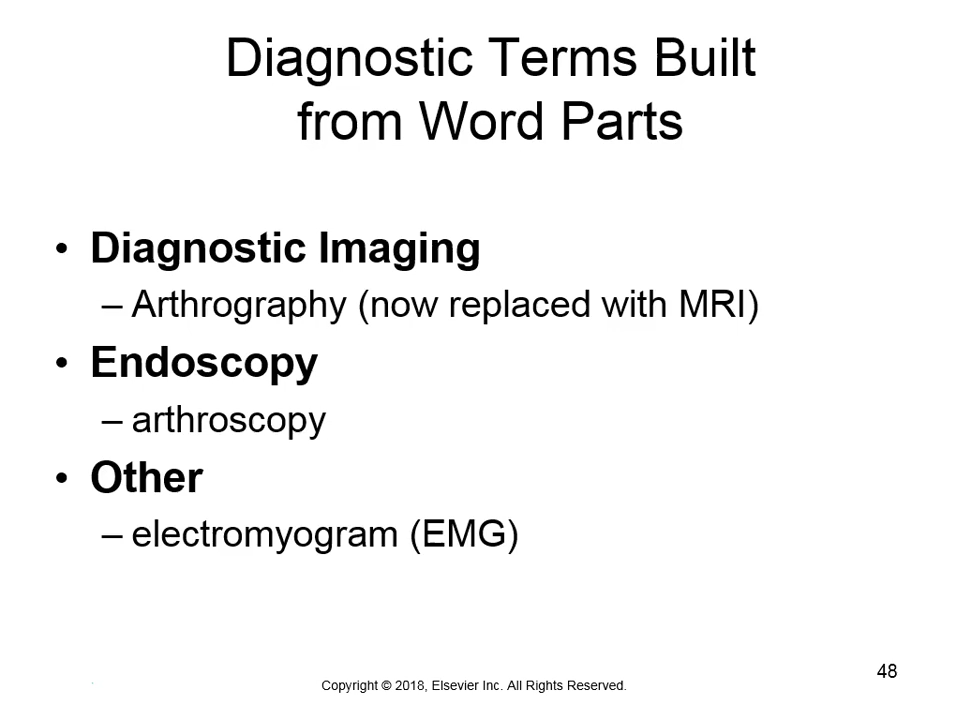 Diagnostic Terms Built
from Word Parts
• Diagnostic Imaging
– Arthrography (now replaced with MRI)
• Endoscopy
– arthroscopy
• Other
– electromyogram (EMG)
48
Copyright © 2018, Elsevier Inc. All Rights Reserved.